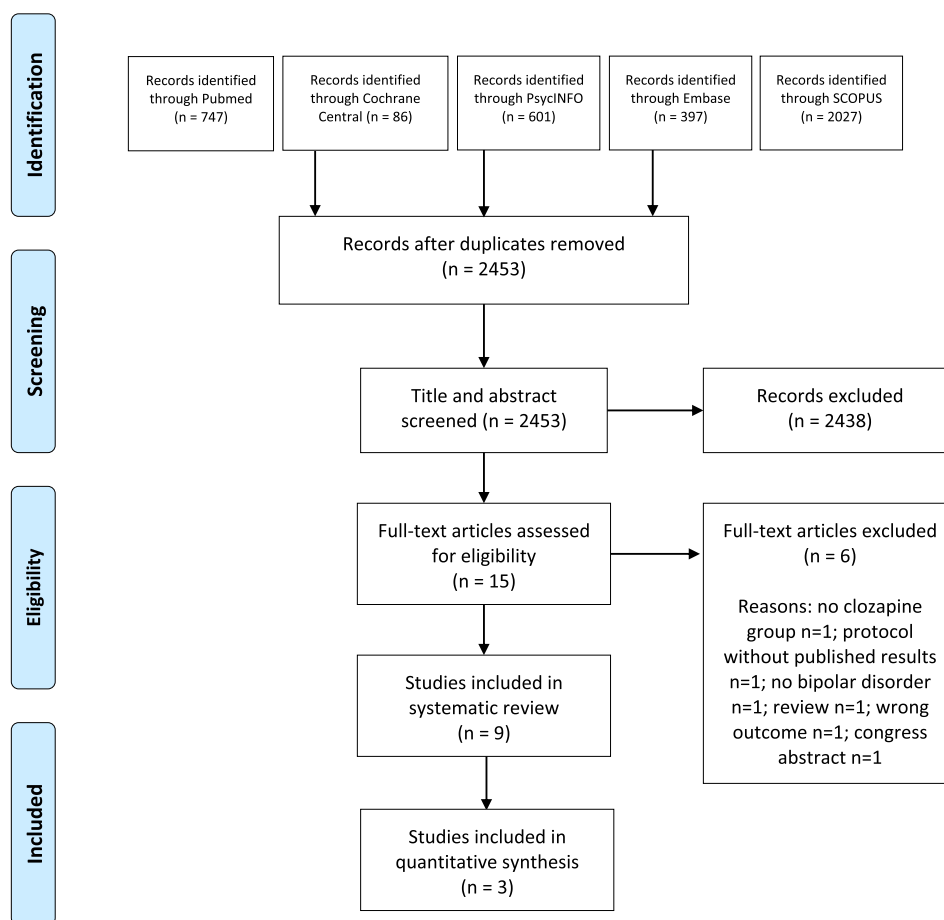 Identification
Records identified
through Pubmed
(n = 747)
Records identified
through Cochrane
Central (n = 86)
Records identified
through PsycINFO
(n = 601)
Records identified
through Embase
(n = 397)
Records identified
through SCOPUS
(n = 2027)
Records after duplicates removed
(n = 2453)
Screening
Title and abstract
screened (n = 2453)
Records excluded
(n = 2438)
Eligibility
Full-text articles assessed
for eligibility
(n = 15)
Full-text articles excluded
(n = 6)
Reasons: no clozapine
group n=1; protocol
without published results
n=1; no bipolar disorder
n=1; review n=1; wrong
outcome n=1; congress
abstract n=1
Studies included in
systematic review
(n = 9)
Included
Studies included in
quantitative synthesis
(n = 3)